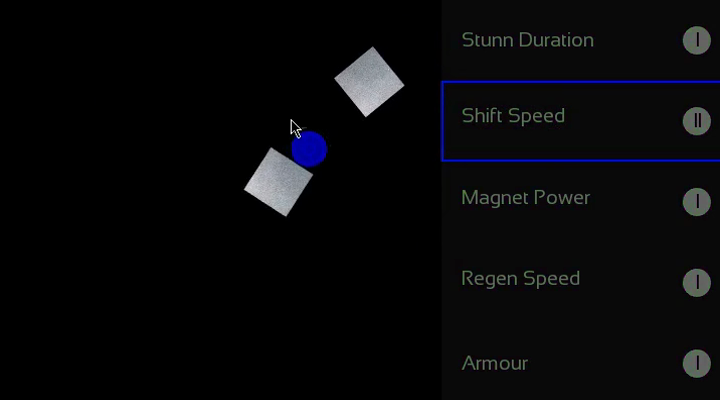 Stunn Duration I
Shift Speed II
Magnet Power I
Regen Speed I
Armour I